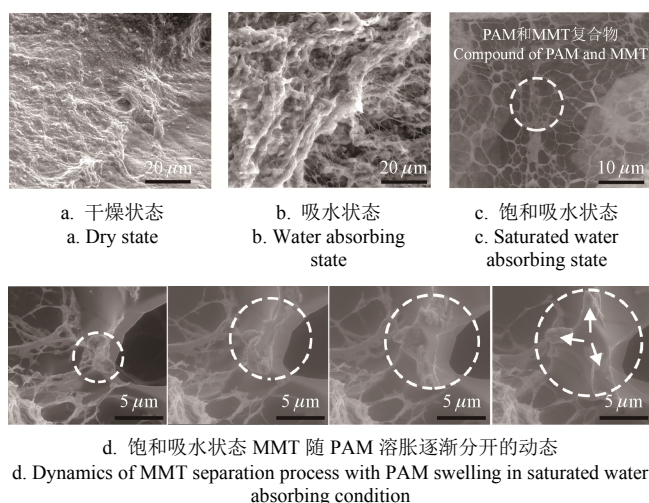 PAM和MMT复合物
Compound of PAM and MMT
20 μm
20 μm
10 μm
a. 干燥状态
a. Dry state
b. 吸水状态
b. Water absorbing
state
c. 饱和吸水状态
c. Saturated water
absorbing state
5 μm
5 μm
5 μm
5 μm
d. 饱和吸水状态 MMT 随 PAM 溶胀逐渐分开的动态
d. Dynamics of MMT separation process with PAM swelling in saturated water
absorbing condition